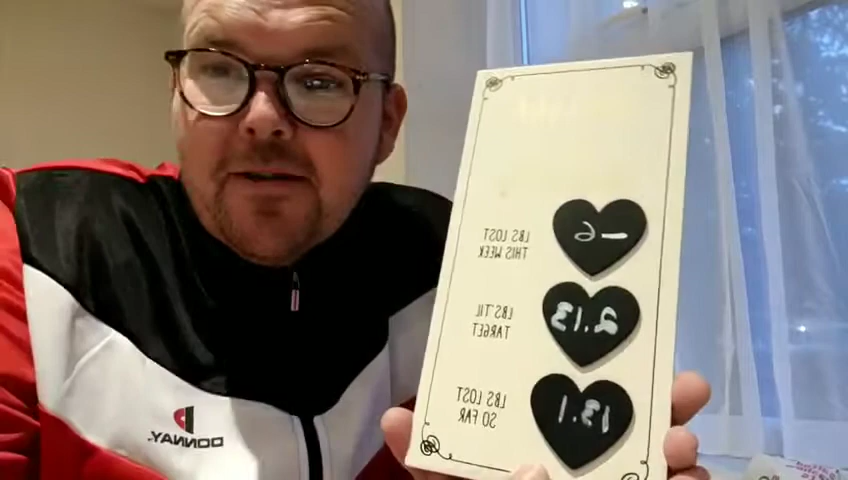 LBS LOST
THIS WEEK
-6
LBS 'TIL
TARGET
2.13
LBS LOST
SO FAR
13.1
DONNAY